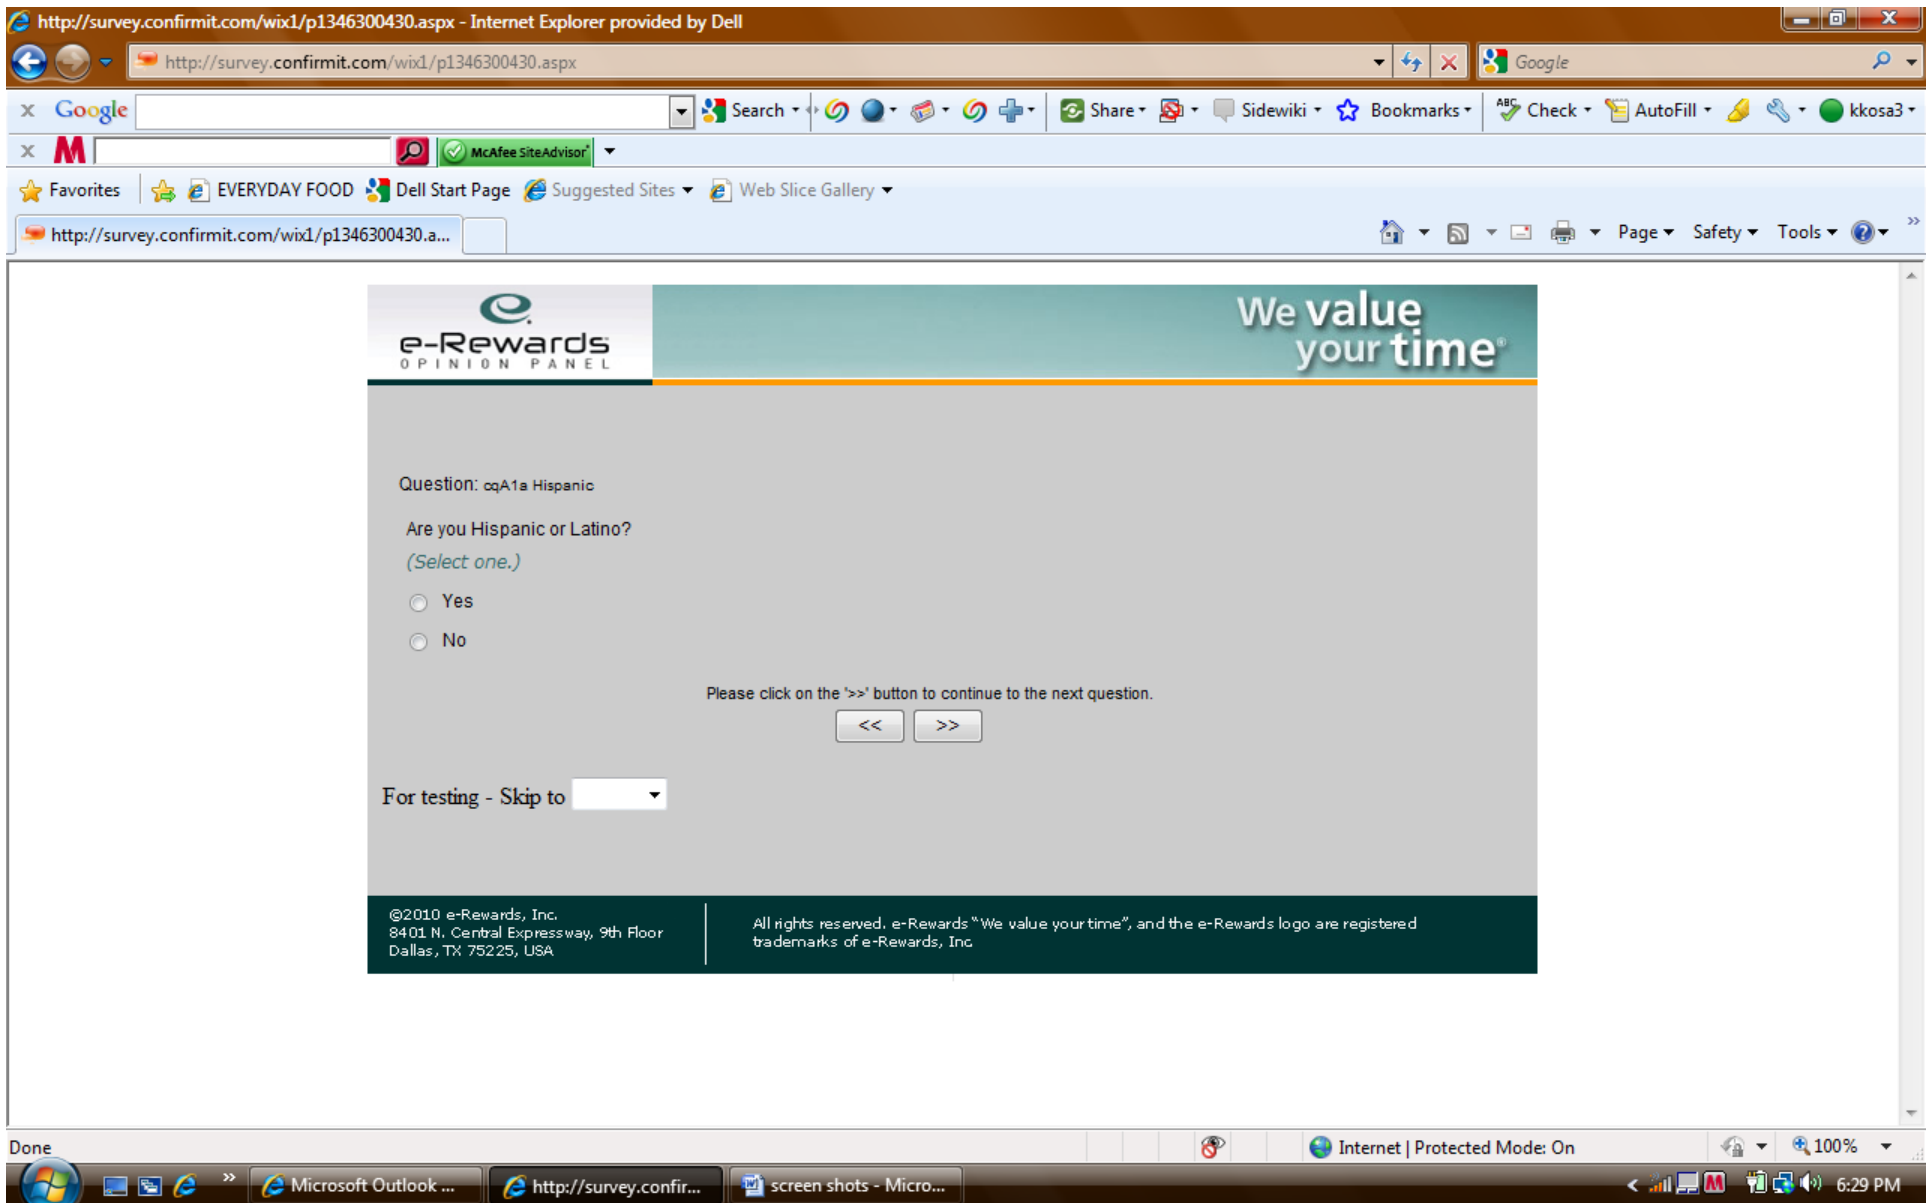 http://survey.confirmit.com/wix1/p1346300430.aspx - Internet Explorer provided by Dell
http://survey.confirmit.com/wix1/p1346300430.aspx
Google
x Google Search Share Sidewiki Bookmarks Check AutoFill kkosa3
x M McAfee SiteAdvisor
Favorites EVERYDAY FOOD Dell Start Page Suggested Sites Web Slice Gallery
http://survey.confirmit.com/wix1/p1346300430.a... Page Safety Tools
e-Rewards
OPINION PANEL
We value
your time®
Question: cqA1a Hispanic
Are you Hispanic or Latino?
(Select one.)
Yes
No
Please click on the '>>' button to continue to the next question.
<< >>
For testing - Skip to
©2010 e-Rewards, Inc.
8401 N. Central Expressway, 9th Floor
Dallas, TX 75225, USA
All rights reserved. e-Rewards "We value your time", and the e-Rewards logo are registered
trademarks of e-Rewards, Inc.
Done Internet | Protected Mode: On 100%
Microsoft Outlook ... http://survey.confir... screen shots - Micro... 6:29 PM